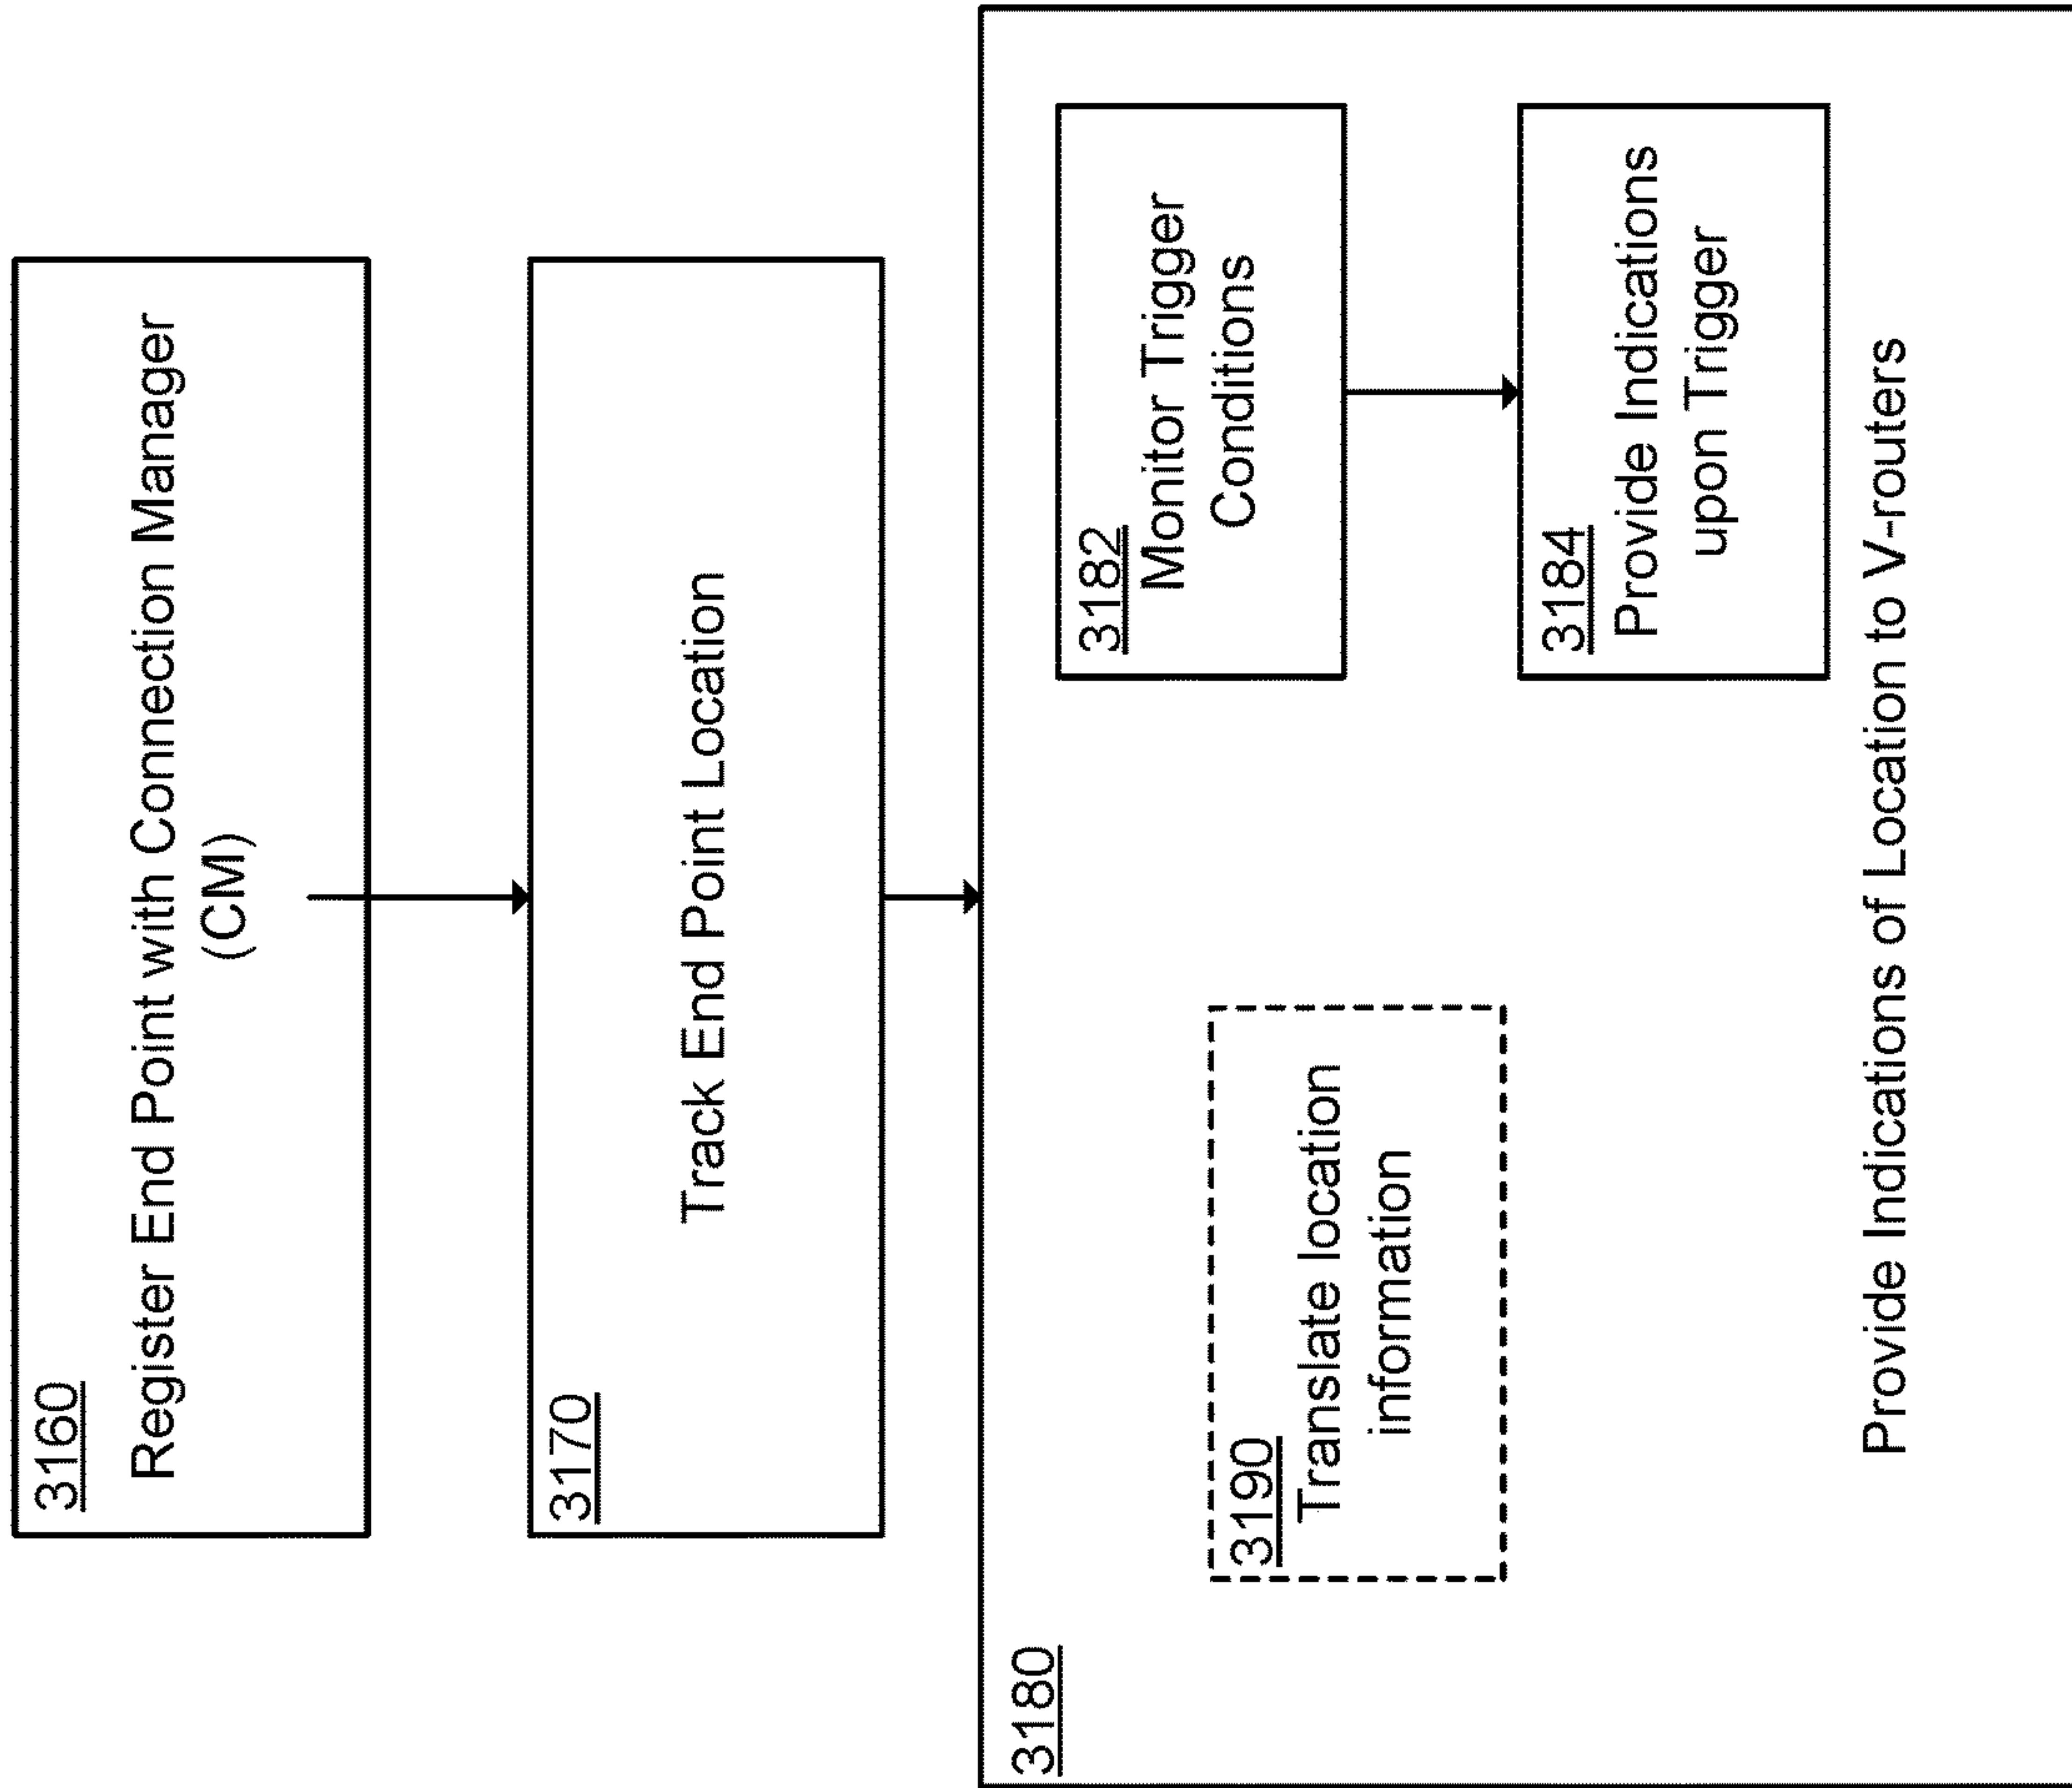 3160
Register End Point with Connection Manager
(CM)
3170
Track End Point Location
3180
3190
Translate location
information
3182
Monitor Trigger
Conditions
3184
Provide Indications
upon Trigger
Provide Indications of Location to V-routers